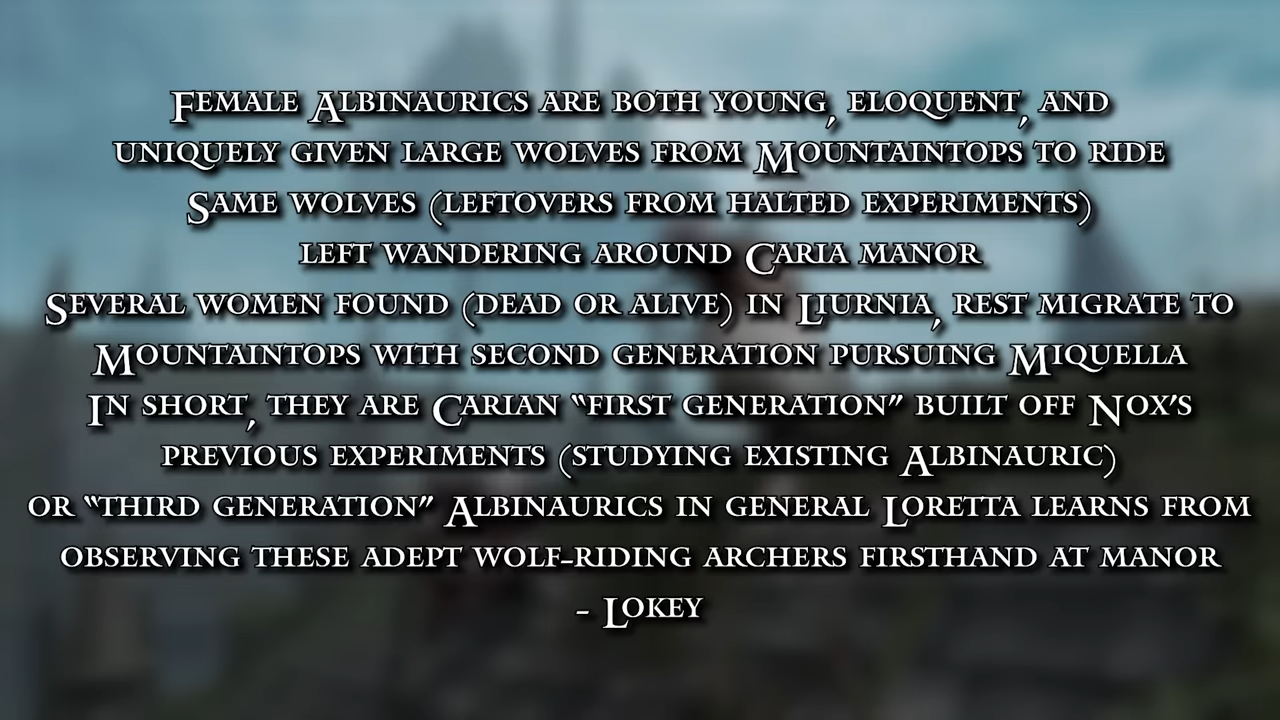 Female Albinaurics are both young, eloquent, and
uniquely given large wolves from Mountaintops to ride
Same wolves (leftovers from halted experiments)
left wandering around Caria manor
Several women found (dead or alive) in Liurnia, rest migrate to
Mountaintops with second generation pursuing Miquella
In short, they are Carian “first generation” built off Nox’s
previous experiments (studying existing Albinauric)
or “third generation” Albinaurics in general Loretta learns from
observing these adept wolf-riding archers firsthand at manor
- Lokey